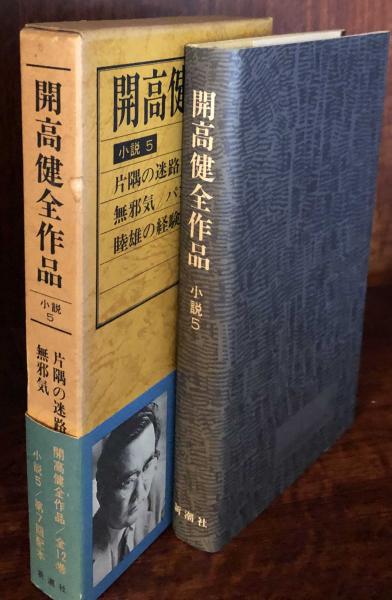 開高健全作品
小説
5
片隅の迷路
無邪気
開高健全作品/全12巻
小説5/第7回配本
新潮社
開高健
小説 5
片隅の迷路
無邪気/パ
睦雄の経験
開高健全作品
小説5
新潮社